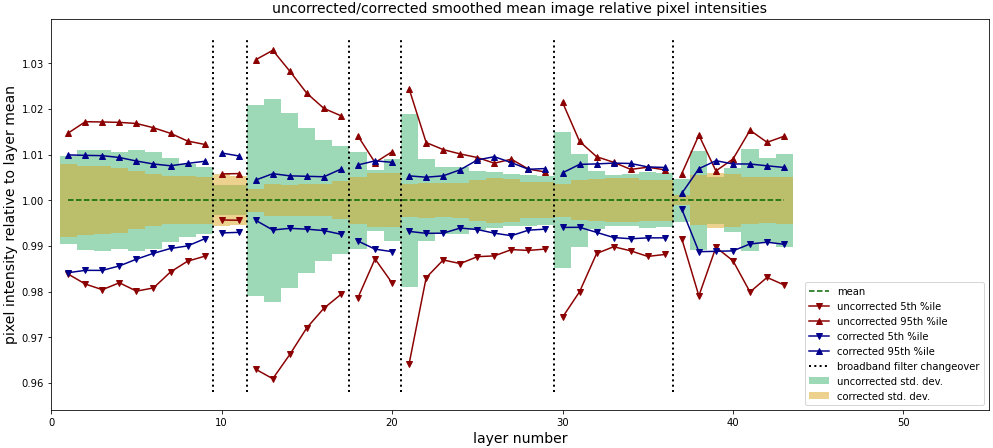 uncorrected/corrected smoothed mean image relative pixel intensities
pixel intensity relative to layer mean
1.03
1.02
1.01
1.00
0.99
0.98
0.97
0.96
mean
uncorrected 5th %ile
uncorrected 95th %ile
corrected 5th %ile
corrected 95th %ile
broadband filter changeover
uncorrected std. dev.
corrected std. dev.
0
10
20
30
40
50
layer number